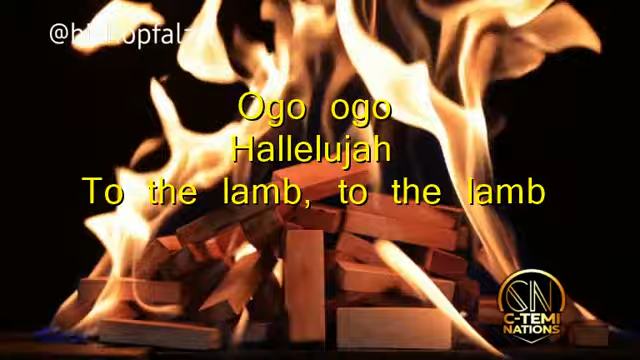 Ogo ogo
Hallelujah
To the lamb, to the lamb
C-TEMI
NATIONS